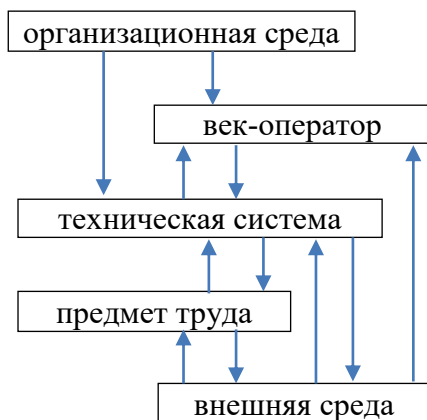 организационная среда
век-оператор
техническая система
предмет труда
внешняя среда